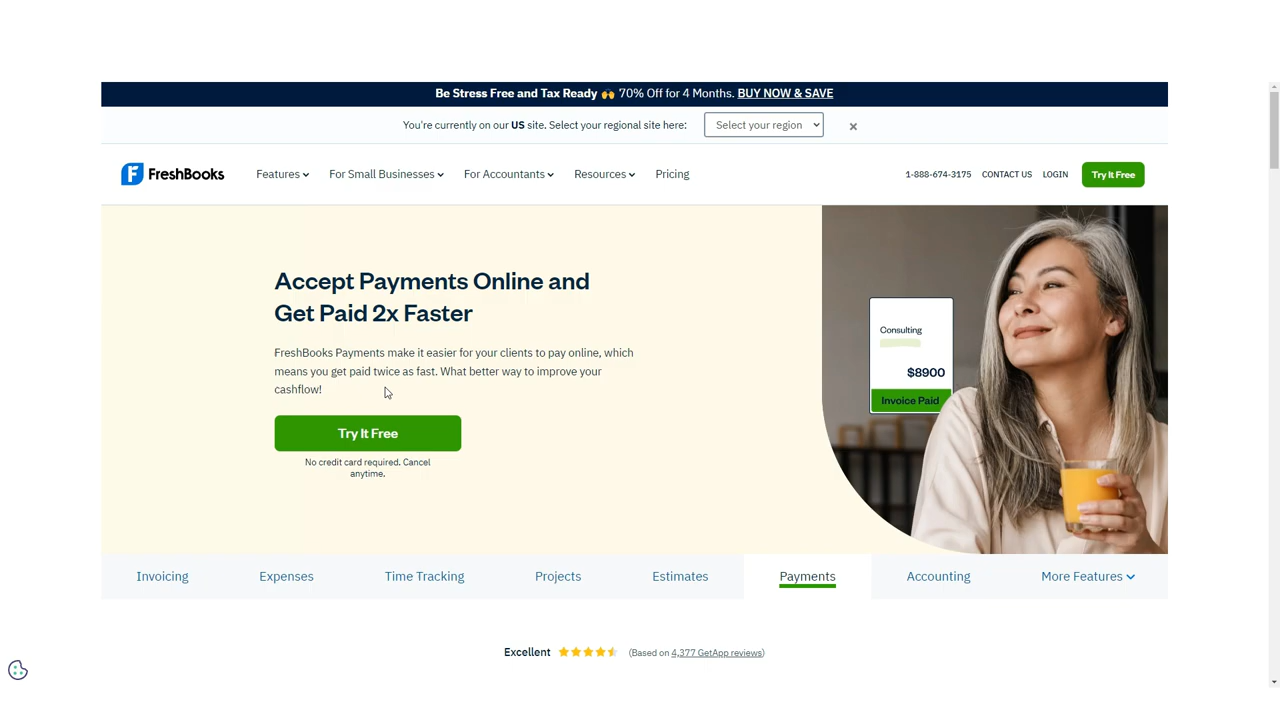 Be Stress Free and Tax Ready 🙌 70% Off for 4 Months. BUY NOW & SAVE
You're currently on our US site. Select your regional site here: Select your region
FreshBooks Features For Small Businesses For Accountants Resources Pricing 1-888-674-3175 CONTACT US LOGIN Try It Free
Accept Payments Online and
Get Paid 2x Faster
FreshBooks Payments make it easier for your clients to pay online, which
means you get paid twice as fast. What better way to improve your
cashflow!
Try It Free
No credit card required. Cancel
anytime.
Consulting
$8900
Invoice Paid
Invoicing Expenses Time Tracking Projects Estimates Payments Accounting More Features
Excellent (Based on 4,377 GetApp reviews)